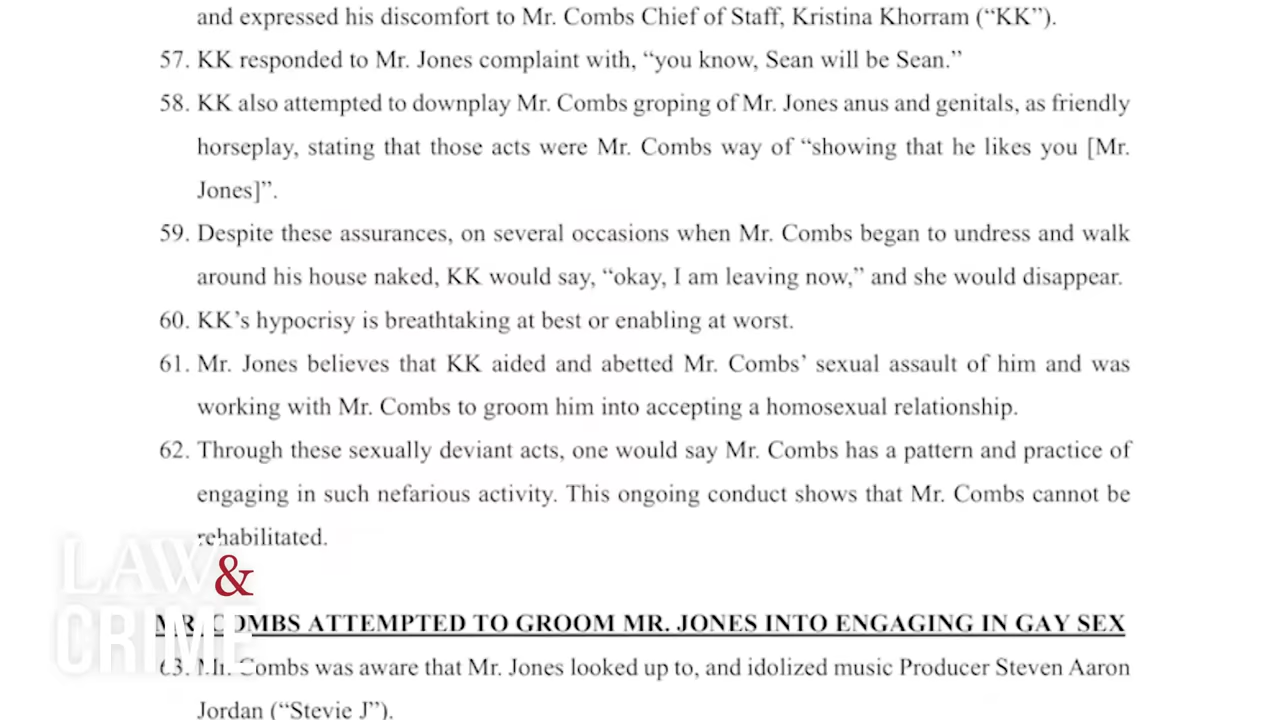 and expressed his discomfort to Mr. Combs Chief of Staff, Kristina Khorram (“KK”).
57. KK responded to Mr. Jones complaint with, “you know, Sean will be Sean.”
58. KK also attempted to downplay Mr. Combs groping of Mr. Jones anus and genitals, as friendly
horseplay, stating that those acts were Mr. Combs way of “showing that he likes you [Mr.
Jones]”.
59. Despite these assurances, on several occasions when Mr. Combs began to undress and walk
around his house naked, KK would say, “okay, I am leaving now,” and she would disappear.
60. KK’s hypocrisy is breathtaking at best or enabling at worst.
61. Mr. Jones believes that KK aided and abetted Mr. Combs’ sexual assault of him and was
working with Mr. Combs to groom him into accepting a homosexual relationship.
62. Through these sexually deviant acts, one would say Mr. Combs has a pattern and practice of
engaging in such nefarious activity. This ongoing conduct shows that Mr. Combs cannot be
rehabilitated.
LAW&
CRIME
MR. COMBS ATTEMPTED TO GROOM MR. JONES INTO ENGAGING IN GAY SEX
63. Mr. Combs was aware that Mr. Jones looked up to, and idolized music Producer Steven Aaron
Jordan (“Stevie J”).